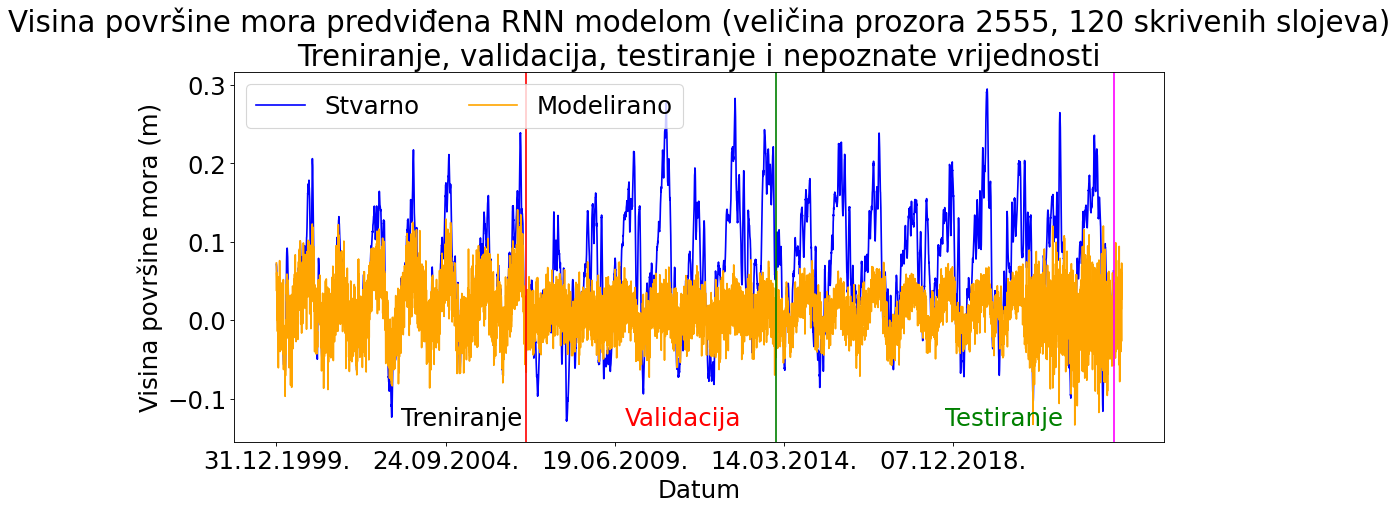 Visina površine mora predviđena RNN modelom (veličina prozora 2555, 120 skrivenih slojeva)
Treniranje, validacija, testiranje i nepoznate vrijednosti
Stvarno
Modelirano
Visina površine mora (m)
0.3
0.2
0.1
0.0
−0.1
Treniranje
Validacija
Testiranje
31.12.1999.
24.09.2004.
19.06.2009.
14.03.2014.
07.12.2018.
Datum